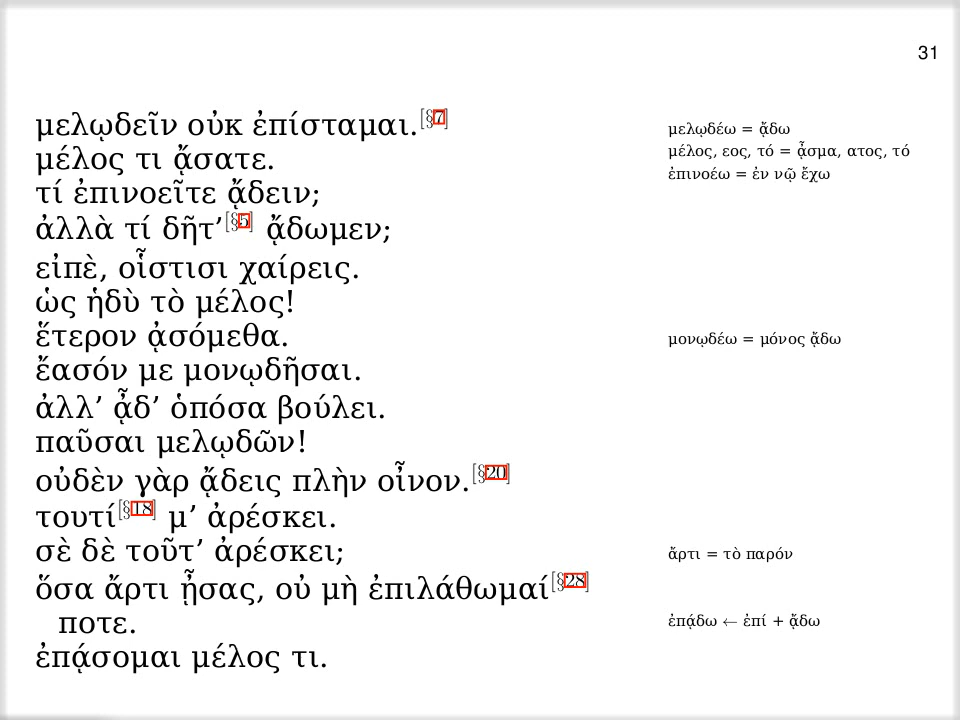 31
μελῳδεῖν οὐκ ἐπίσταμαι.[§7]
μέλος τι ᾄσατε.
τί ἐπινοεῖτε ᾄδειν;
ἀλλὰ τί δῆτ’[§5] ᾄδωμεν;
εἰπὲ, οἷστισι χαίρεις.
ὡς ἡδὺ τὸ μέλος!
ἕτερον ᾀσόμεθα.
ἔασόν με μονῳδῆσαι.
ἀλλ’ ᾆδ’ ὁπόσα βούλει.
παῦσαι μελῳδῶν!
οὐδὲν γὰρ ᾄδεις πλὴν οἶνον.[§20]
τουτί[§18] μ’ ἀρέσκει.
σὲ δὲ τοῦτ’ ἀρέσκει;
ὅσα ἄρτι ᾖσας, οὐ μὴ ἐπιλάθωμαί[§28]
ποτε.
ἐπᾴσομαι μέλος τι.
μελῳδέω = ᾄδω
μέλος, εος, τό = ᾆσμα, ατος, τό
ἐπινοέω = ἐν νῷ ἔχω
μονῳδέω = μόνος ᾄδω
ἄρτι = τὸ παρόν
ἐπᾴδω ← ἐπί + ᾄδω